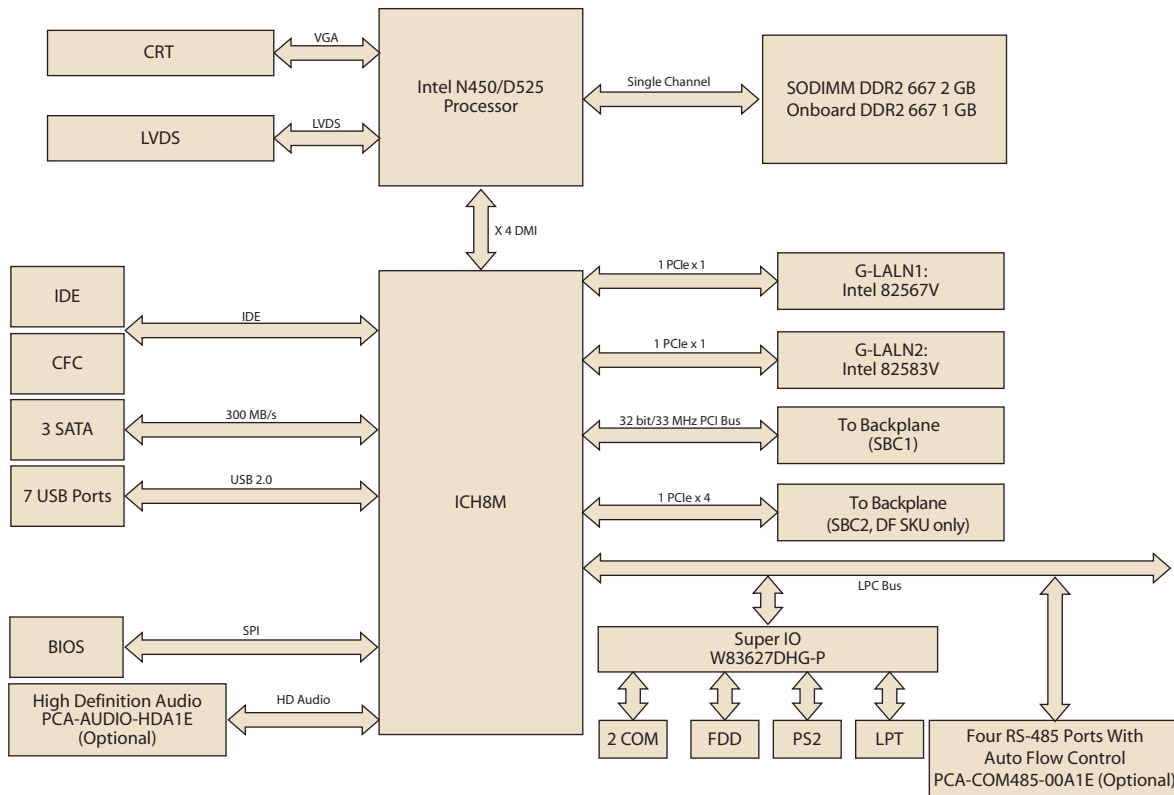 CRT
VGA
Intel N450/D525
Processor
Single Channel
SODIMM DDR2 667 2 GB
Onboard DDR2 667 1 GB
LVDS
LVDS
X 4 DMI
IDE
CFC
IDE
3 SATA
300 MB/s
7 USB Ports
USB 2.0
ICH8M
1 PCIe x 1
G-LALN1:
Intel 82567V
1 PCIe x 1
G-LALN2:
Intel 82583V
32 bit/33 MHz PCI Bus
To Backplane
(SBC1)
1 PCIe x 4
To Backplane
(SBC2, DF SKU only)
LPC Bus
BIOS
SPI
Super IO
W83627DHG-P
High Definition Audio
PCA-AUDIO-HDA1E
(Optional)
HD Audio
2 COM
FDD
PS2
LPT
Four RS-485 Ports With
Auto Flow Control
PCA-COM485-00A1E (Optional)